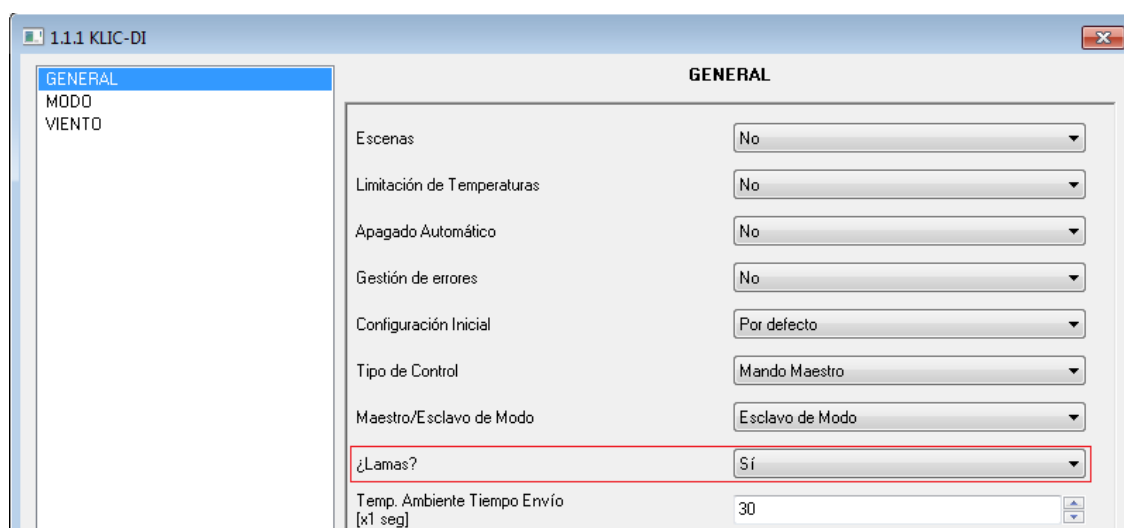 1.1.1 KLIC-DI
GENERAL
MODO
VIENTO
GENERAL
Escenas No
Limitación de Temperaturas No
Apagado Automático No
Gestión de errores No
Configuración Inicial Por defecto
Tipo de Control Mando Maestro
Maestro/Esclavo de Modo Esclavo de Modo
¿Lamas? Sí
Temp. Ambiente Tiempo Envío
[x1 seg] 30